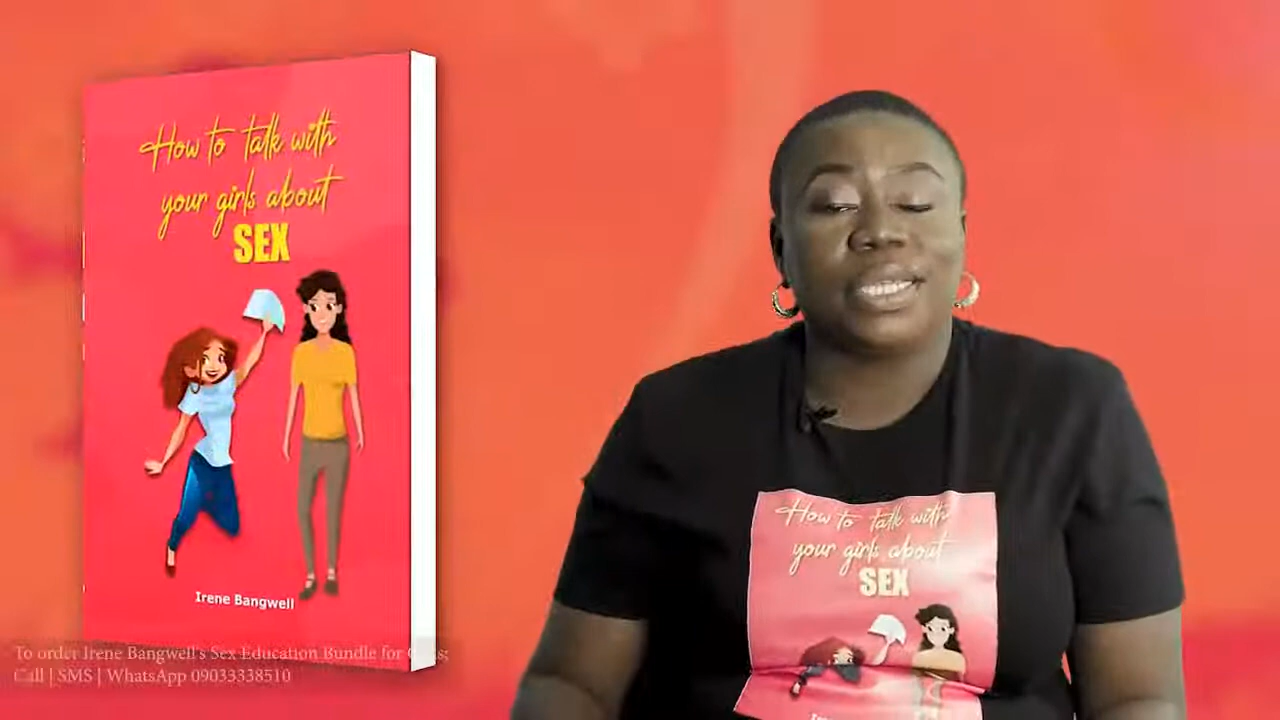 How to talk with
your girls about
SEX
Irene Bangwell
To order Irene Bangwell's Sex Education Bundle for
Call | SMS | WhatsApp 09033338510
How to talk with
your girls about
SEX